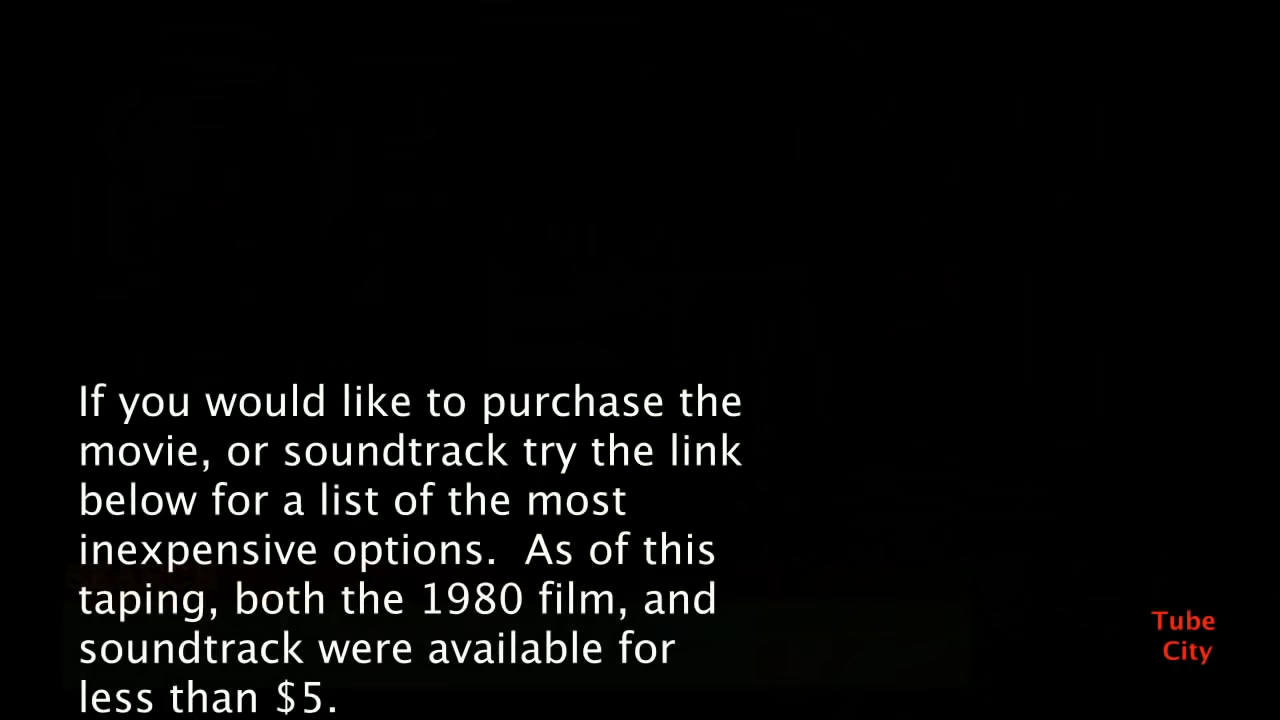 If you would like to purchase the
movie, or soundtrack try the link
below for a list of the most
inexpensive options.  As of this
taping, both the 1980 film, and
soundtrack were available for
less than $5.
Tube
City